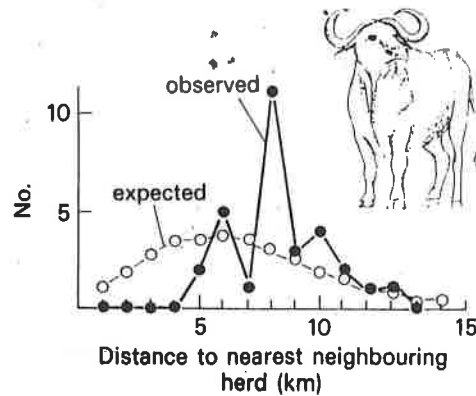 observed
10
expected
No.
5
5
10
15
Distance to nearest neighbouring
herd (km)